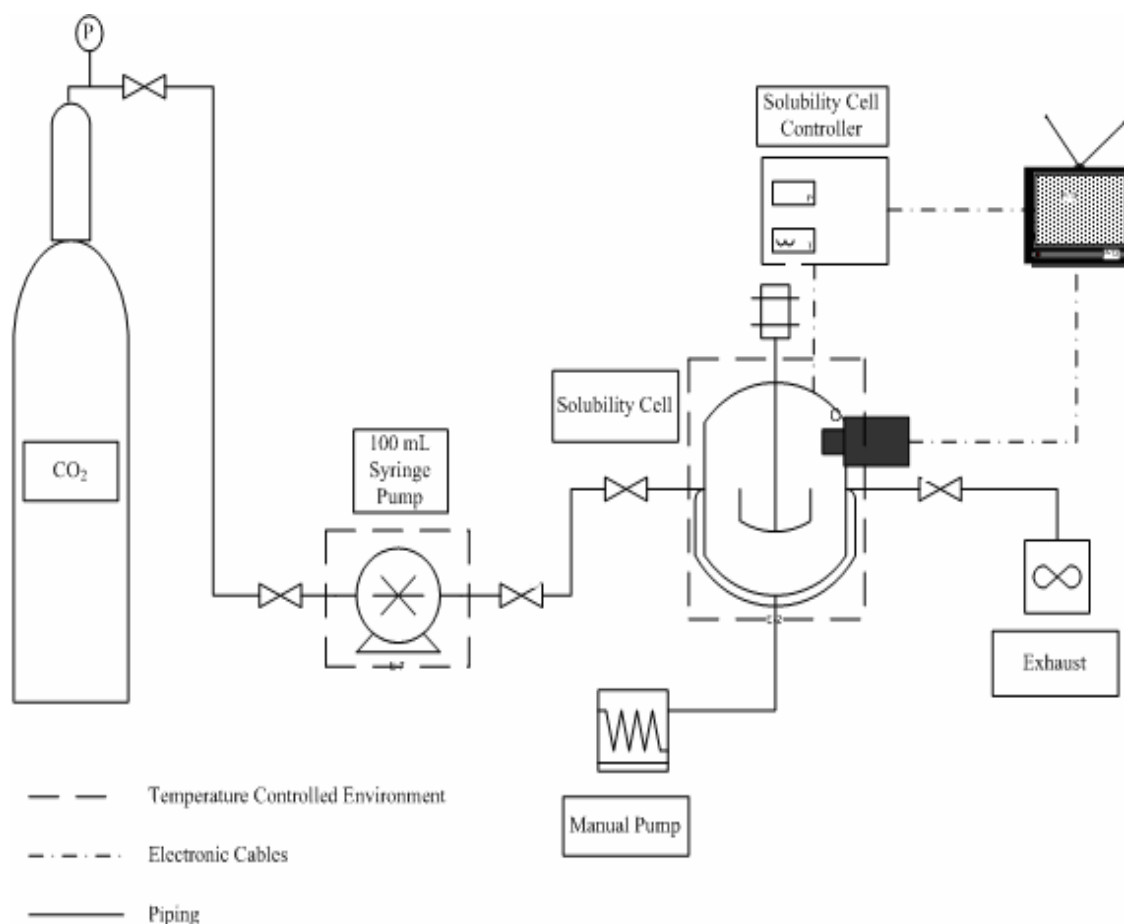 P
Solubility Cell
Controller
P
Solubility Cell
100 mL
Syringe
Pump
CO₂
Exhaust
Manual Pump
Temperature Controlled Environment
Electronic Cables
Piping